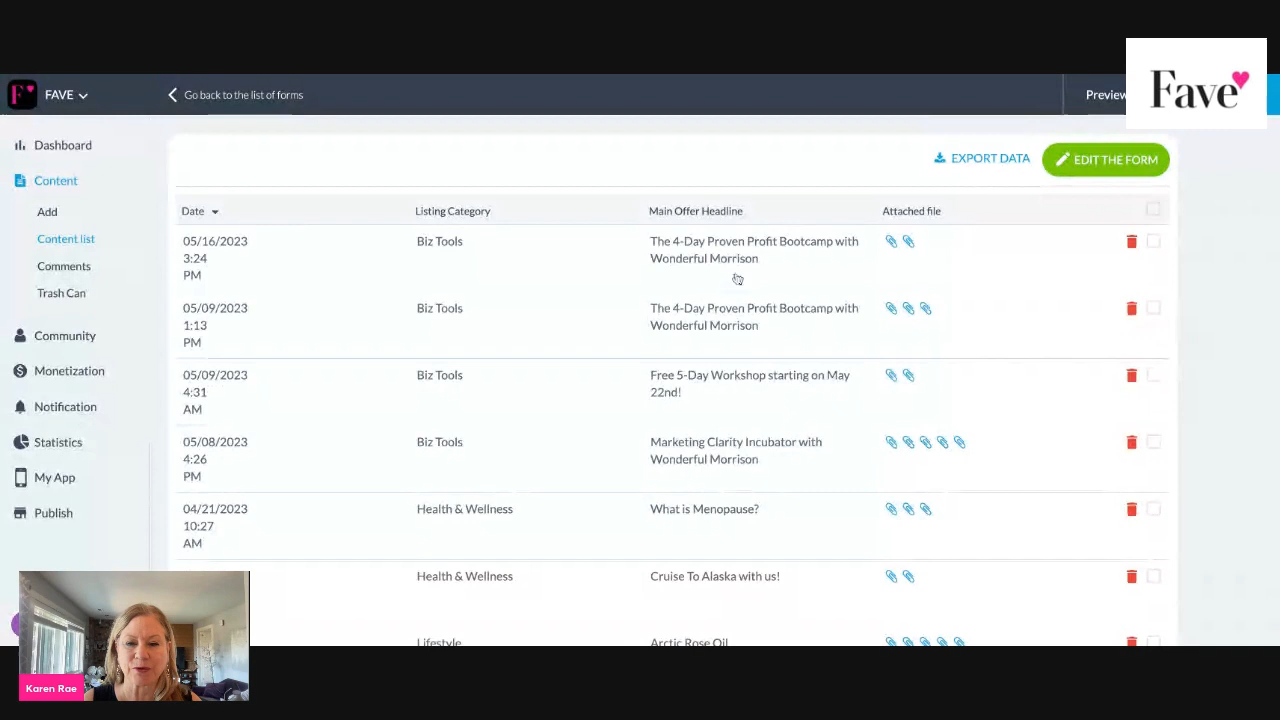 Fave
FAVE
Go back to the list of forms
Preview
Dashboard
Content
Add
Content list
Comments
Trash Can
Community
Monetization
Notification
Statistics
My App
Publish
EXPORT DATA
EDIT THE FORM
Date
Listing Category
Main Offer Headline
Attached file
05/16/2023
3:24
PM
Biz Tools
The 4-Day Proven Profit Bootcamp with
Wonderful Morrison
05/09/2023
1:13
PM
Biz Tools
The 4-Day Proven Profit Bootcamp with
Wonderful Morrison
05/09/2023
4:31
AM
Biz Tools
Free 5-Day Workshop starting on May
22nd!
05/08/2023
4:26
PM
Biz Tools
Marketing Clarity Incubator with
Wonderful Morrison
04/21/2023
10:27
AM
Health & Wellness
What is Menopause?
Health & Wellness
Cruise To Alaska with us!
Lifestyle
Arctic Rose Oil
Karen Rae